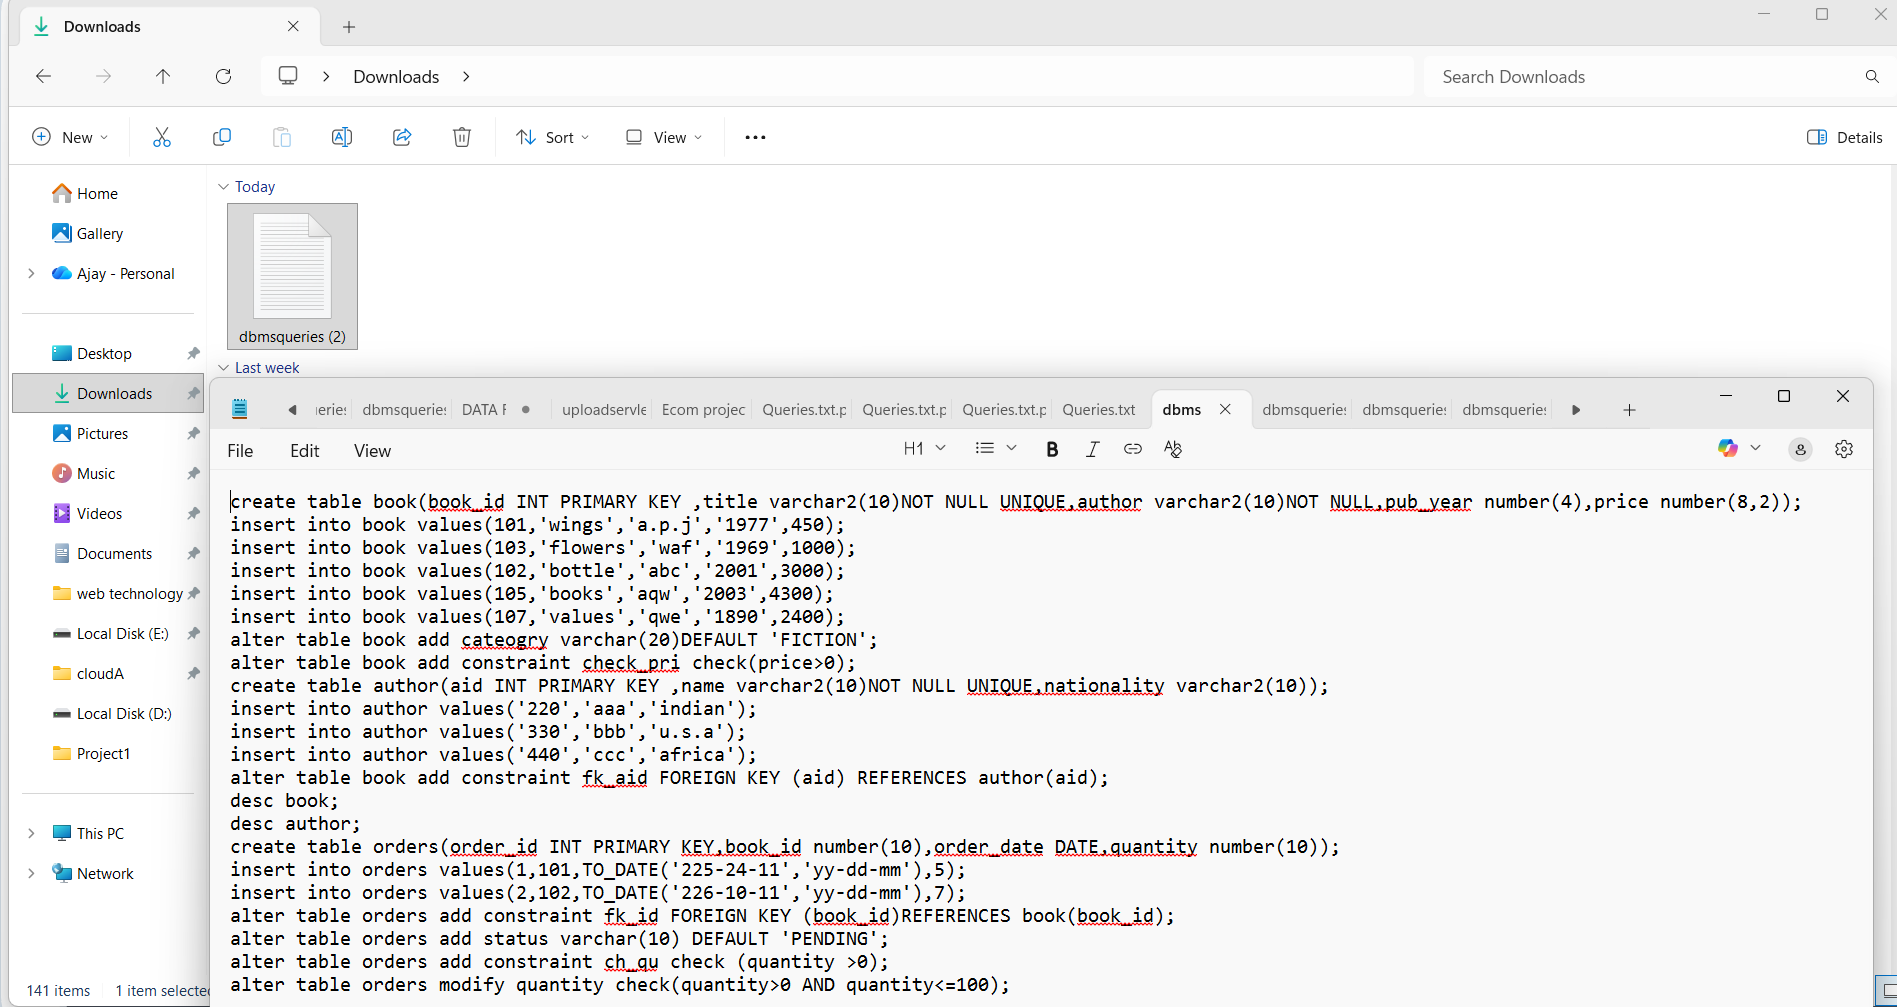 Downloads
Downloads
Search Downloads
New
Sort
View
Details
Home
Gallery
Ajay - Personal
Desktop
Downloads
Pictures
Music
Videos
Documents
web technology
Local Disk (E:)
cloudA
Local Disk (D:)
Project1
This PC
Network
141 items
1 item selected
Today
dbmsqueries (2)
Last week
eries
dbmsqueries
DATA F
uploadservle
Ecom projec
Queries.txt.p
Queries.txt.p
Queries.txt.p
Queries.txt
dbms
dbmsqueries
dbmsqueries
dbmsqueries
File
Edit
View
H1
create table book(book_id INT PRIMARY KEY ,title varchar2(10)NOT NULL UNIQUE,author varchar2(10)NOT NULL,pub_year number(4),price number(8,2));
insert into book values(101,'wings','a.p.j','1977',450);
insert into book values(103,'flowers','waf','1969',1000);
insert into book values(102,'bottle','abc','2001',3000);
insert into book values(105,'books','aqw','2003',4300);
insert into book values(107,'values','qwe','1890',2400);
alter table book add cateogry varchar(20)DEFAULT 'FICTION';
alter table book add constraint check_pri check(price>0);
create table author(aid INT PRIMARY KEY ,name varchar2(10)NOT NULL UNIQUE,nationality varchar2(10));
insert into author values('220','aaa','indian');
insert into author values('330','bbb','u.s.a');
insert into author values('440','ccc','africa');
alter table book add constraint fk_aid FOREIGN KEY (aid) REFERENCES author(aid);
desc book;
desc author;
create table orders(order_id INT PRIMARY KEY,book_id number(10),order_date DATE,quantity number(10));
insert into orders values(1,101,TO_DATE('225-24-11','yy-dd-mm'),5);
insert into orders values(2,102,TO_DATE('226-10-11','yy-dd-mm'),7);
alter table orders add constraint fk_id FOREIGN KEY (book_id)REFERENCES book(book_id);
alter table orders add status varchar(10) DEFAULT 'PENDING';
alter table orders add constraint ch_qu check (quantity >0);
alter table orders modify quantity check(quantity>0 AND quantity<=100);